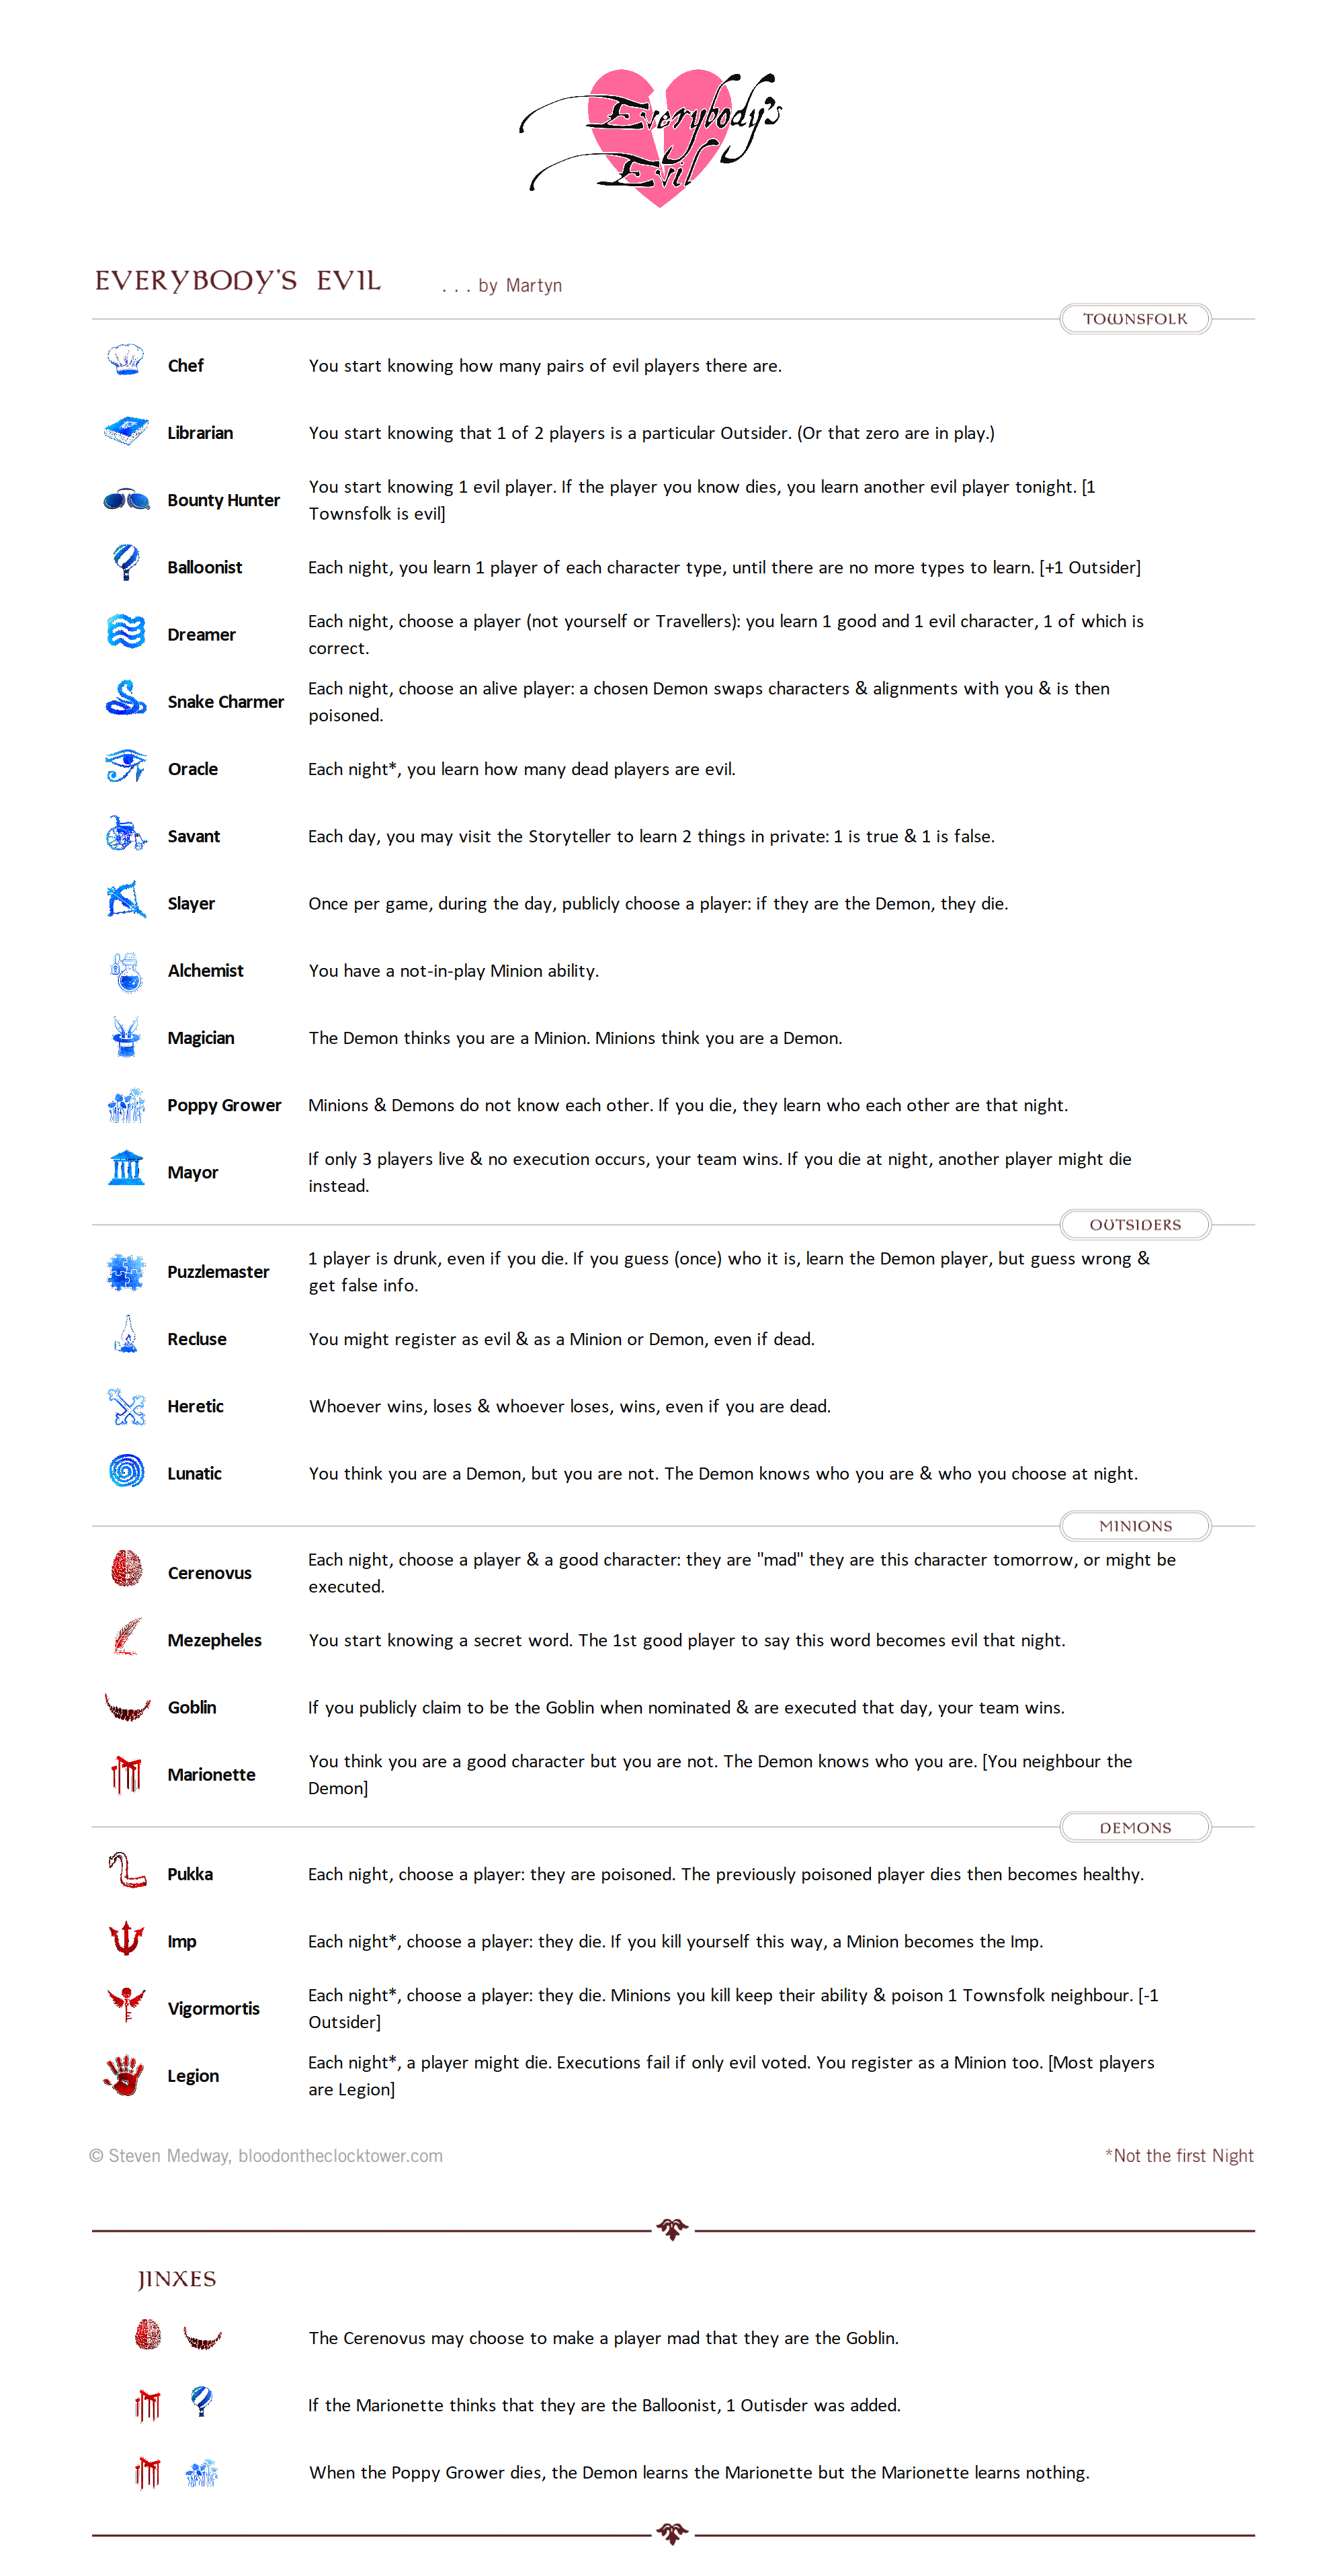 Everybody's
Evil
EVERYBODY'S EVIL . . . by Martyn
TOWNSFOLK
Chef You start knowing how many pairs of evil players there are.
Librarian You start knowing that 1 of 2 players is a particular Outsider. (Or that zero are in play.)
Bounty Hunter You start knowing 1 evil player. If the player you know dies, you learn another evil player tonight. [1
Townsfolk is evil]
Balloonist Each night, you learn 1 player of each character type, until there are no more types to learn. [+1 Outsider]
Dreamer Each night, choose a player (not yourself or Travellers): you learn 1 good and 1 evil character, 1 of which is
correct.
Snake Charmer Each night, choose an alive player: a chosen Demon swaps characters & alignments with you & is then
poisoned.
Oracle Each night*, you learn how many dead players are evil.
Savant Each day, you may visit the Storyteller to learn 2 things in private: 1 is true & 1 is false.
Slayer Once per game, during the day, publicly choose a player: if they are the Demon, they die.
Alchemist You have a not-in-play Minion ability.
Magician The Demon thinks you are a Minion. Minions think you are a Demon.
Poppy Grower Minions & Demons do not know each other. If you die, they learn who each other are that night.
Mayor If only 3 players live & no execution occurs, your team wins. If you die at night, another player might die
instead.
OUTSIDERS
Puzzlemaster 1 player is drunk, even if you die. If you guess (once) who it is, learn the Demon player, but guess wrong &
get false info.
Recluse You might register as evil & as a Minion or Demon, even if dead.
Heretic Whoever wins, loses & whoever loses, wins, even if you are dead.
Lunatic You think you are a Demon, but you are not. The Demon knows who you are & who you choose at night.
MINIONS
Cerenovus Each night, choose a player & a good character: they are "mad" they are this character tomorrow, or might be
executed.
Mezepheles You start knowing a secret word. The 1st good player to say this word becomes evil that night.
Goblin If you publicly claim to be the Goblin when nominated & are executed that day, your team wins.
Marionette You think you are a good character but you are not. The Demon knows who you are. [You neighbour the
Demon]
DEMONS
Pukka Each night, choose a player: they are poisoned. The previously poisoned player dies then becomes healthy.
Imp Each night*, choose a player: they die. If you kill yourself this way, a Minion becomes the Imp.
Vigormortis Each night*, choose a player: they die. Minions you kill keep their ability & poison 1 Townsfolk neighbour. [-1
Outsider]
Legion Each night*, a player might die. Executions fail if only evil voted. You register as a Minion too. [Most players
are Legion]
© Steven Medway, bloodontheclocktower.com *Not the first Night
JINXES
The Cerenovus may choose to make a player mad that they are the Goblin.
If the Marionette thinks that they are the Balloonist, 1 Outisder was added.
When the Poppy Grower dies, the Demon learns the Marionette but the Marionette learns nothing.